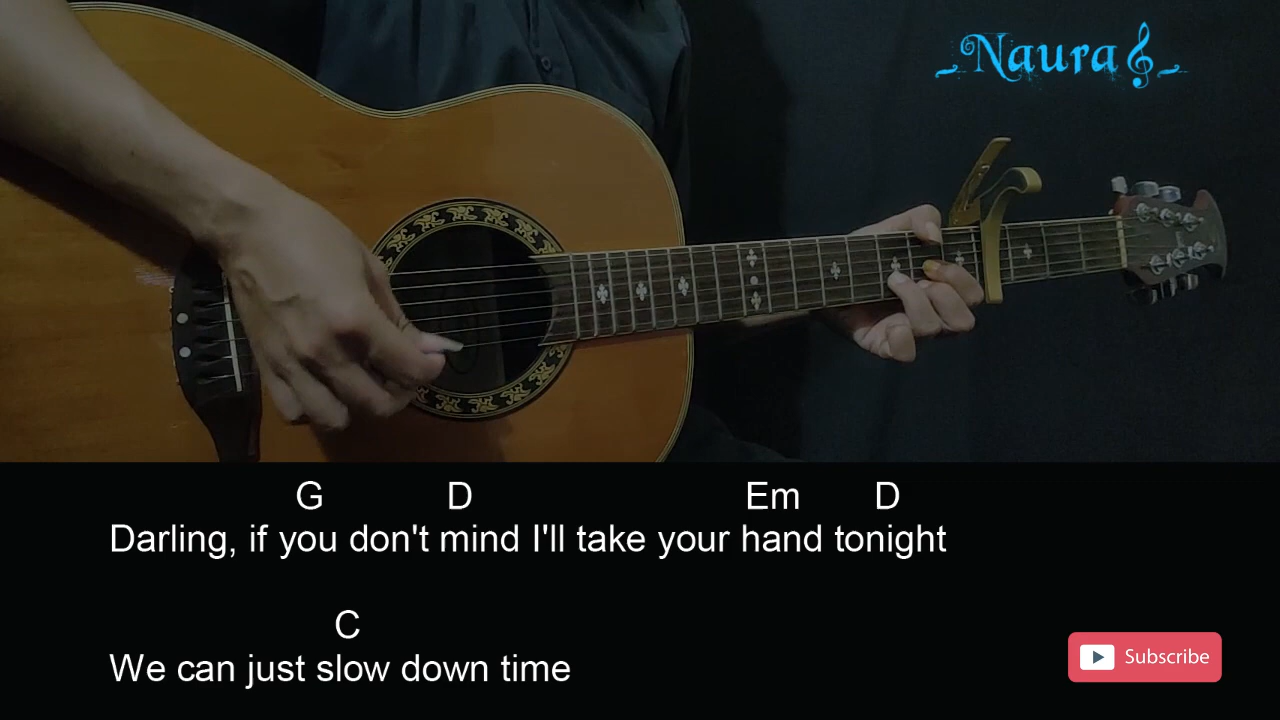 Naura
G D Em D
Darling, if you don't mind I'll take your hand tonight
C
We can just slow down time
Subscribe